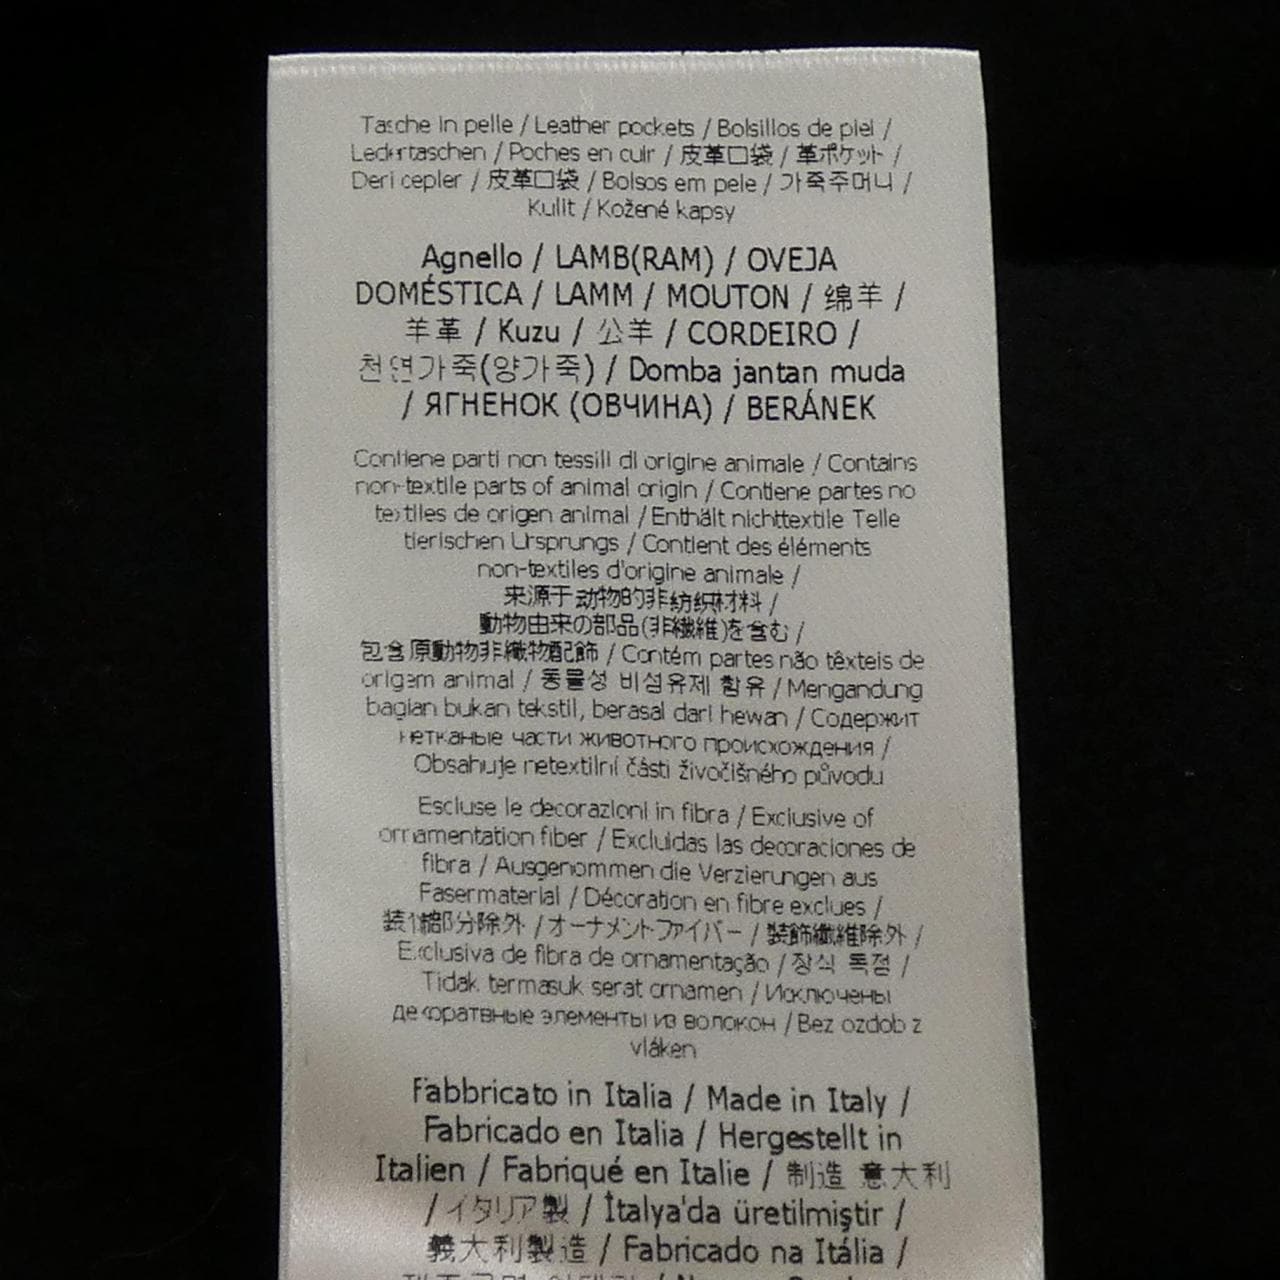 Tasche in pelle / Leather pockets / Bolsillos de piel /
Ledertaschen / Poches en cuir / 皮革口袋 / 革ポケット /
Deri cepler / 皮革口袋 / Bolsos em pele / 가죽주머니 /
Kulit / Kožené kapsy
Agnello / LAMB(RAM) / OVEJA
DOMÉSTICA / LAMM / MOUTON / 绵羊 /
羊革 / Kuzu / 公羊 / CORDEIRO /
천연가죽(양가죽) / Domba jantan muda
/ ЯГНЕНОК (ОВЧИНА) / BERÁNEK
Contiene parti non tessili di origine animale / Contains
non-textile parts of animal origin / Contiene partes no
textiles de origen animal / Enthält nichttextile Teile
tierischen Ursprungs / Contient des éléments
non-textiles d'origine animale /
来源于动物的非纺织材料 /
動物由来の部品(非繊維)を含む /
包含原動物非織物配飾 / Contém partes não têxteis de
origem animal / 동물성 비섬유제 함유 / Mengandung
bagian bukan tekstil, berasal dari hewan / Содержит
нетканые части животного происхождения /
Obsahuje netextilní části živočišného původu
Escluse le decorazioni in fibra / Exclusive of
ornamentation fiber / Excluidas las decoraciones de
fibra / Ausgenommen die Verzierungen aus
Fasermaterial / Décoration en fibre exclues /
装饰部分除外 / オーナメントファイバー / 裝飾纖維除外 /
Exclusiva de fibra de ornamentação / 장식 독점 /
Tidak termasuk serat ornamen / Исключены
декоратвные элементы из волокон / Bez ozdob z
vláken
Fabbricato in Italia / Made in Italy /
Fabricado en Italia / Hergestellt in
Italien / Fabriqué en Italie / 制造 意大利
/ イタリア製 / İtalya'da üretilmiştir /
義大利製造 / Fabricado na Itália /